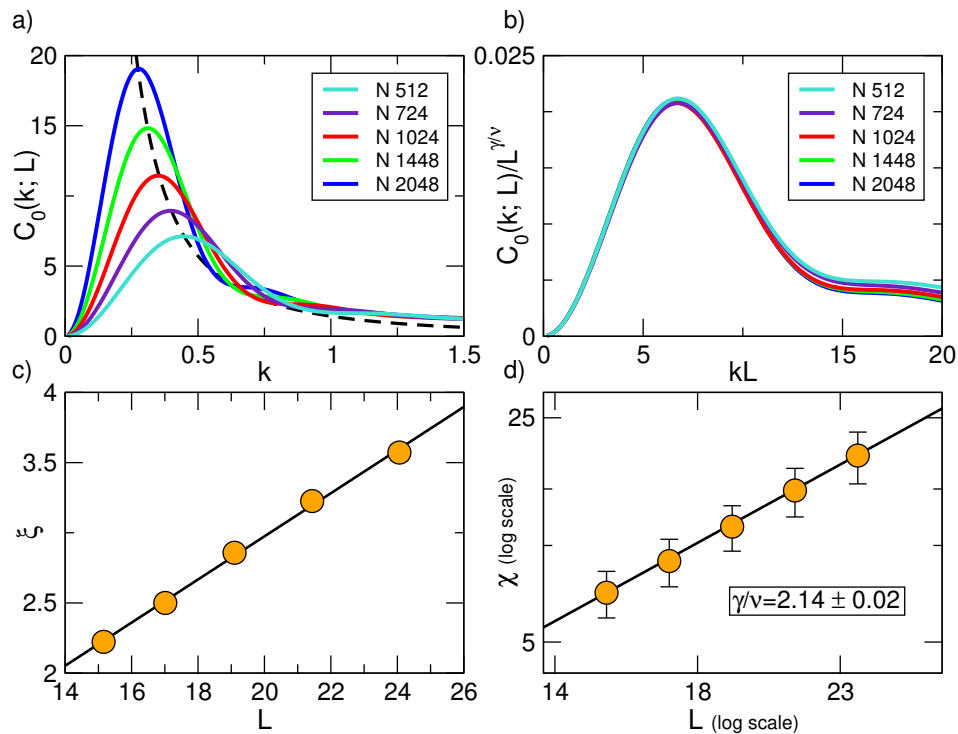 a)
20
15
10
5
0
C₀(k; L)
0
0.5
1
1.5
k
N 512
N 724
N 1024
N 1448
N 2048
b)
0.025
0
C₀(k; L)/L^γ/ν
0
5
10
15
20
kL
N 512
N 724
N 1024
N 1448
N 2048
c)
4
3.5
3
2.5
2
ξ
14
16
18
20
22
24
26
L
d)
25
5
χ (log scale)
γ/ν=2.14 ± 0.02
14
18
23
L (log scale)